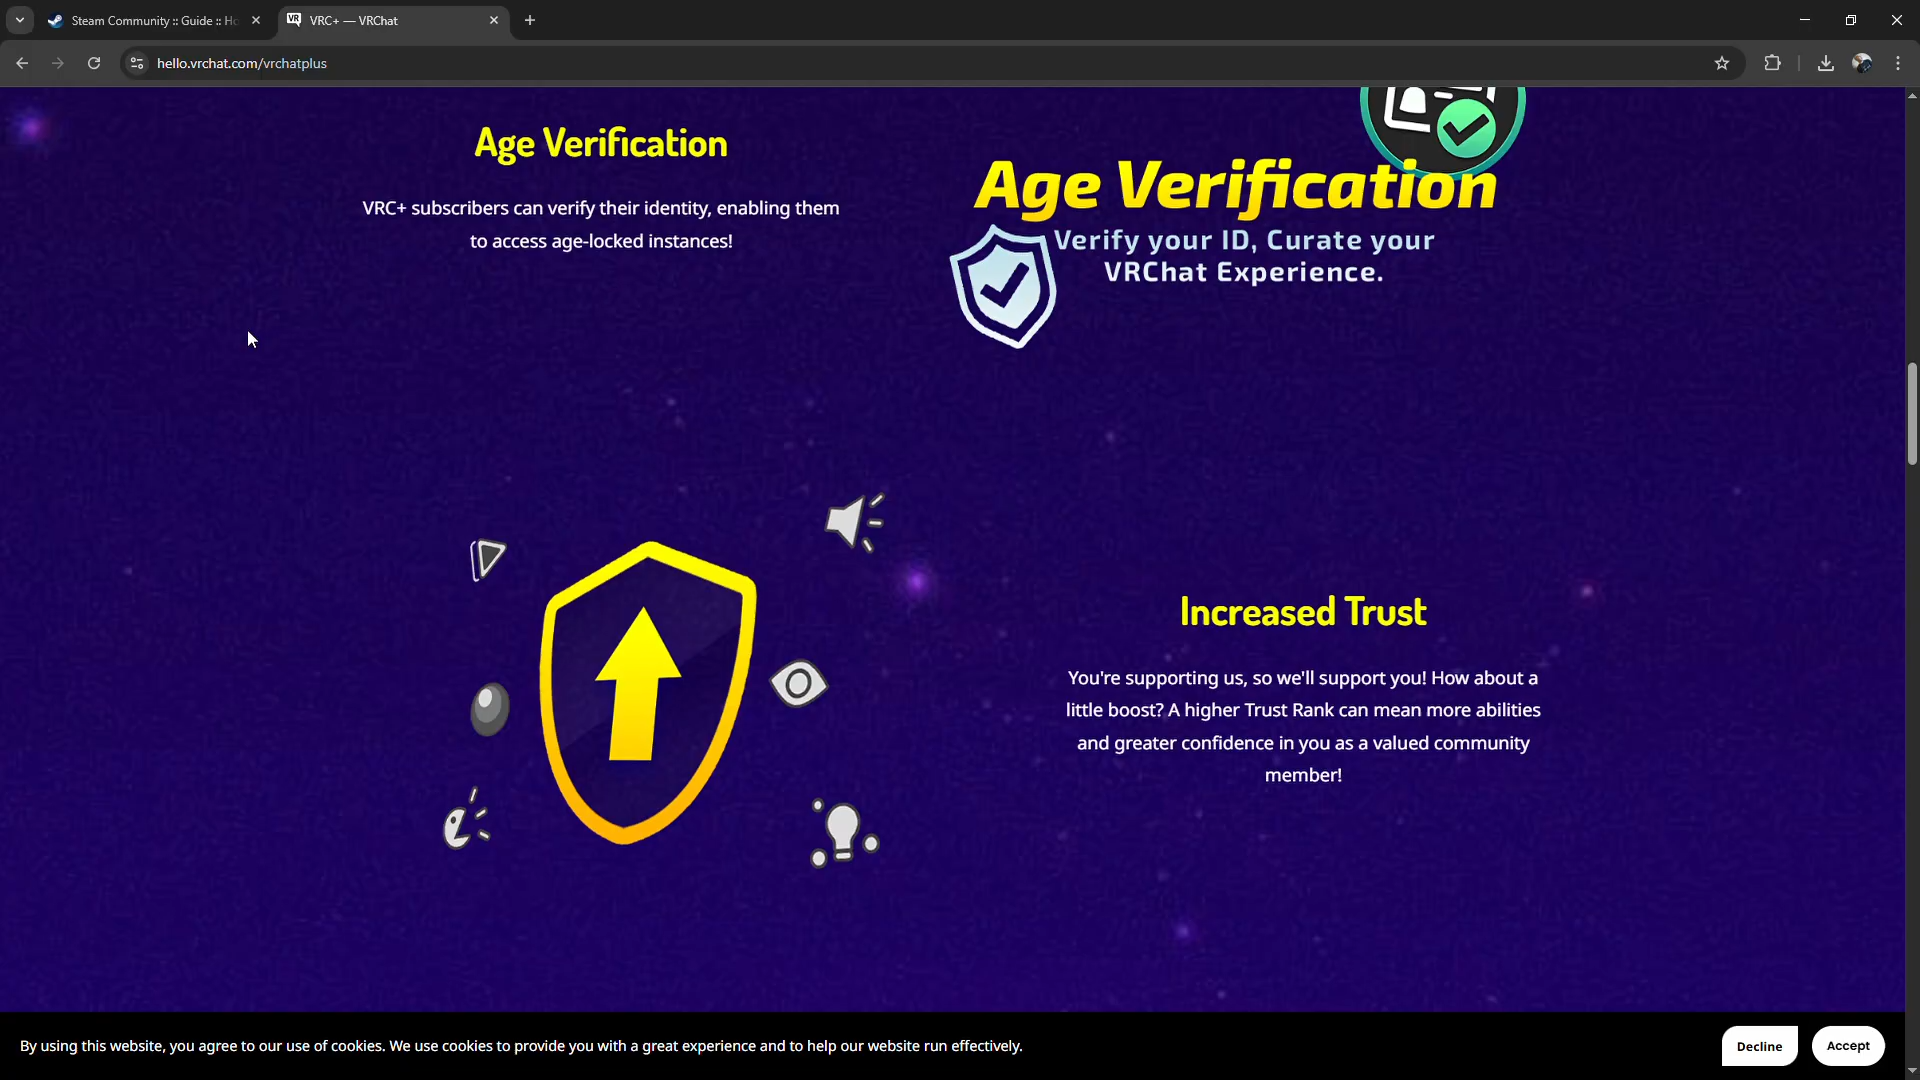 Steam Community :: Guide :: Ho
VRC+ — VRChat
hello.vrchat.com/vrchatplus
Age Verification
VRC+ subscribers can verify their identity, enabling them
to access age-locked instances!
Age Verification
Verify your ID, Curate your
VRChat Experience.
Increased Trust
You're supporting us, so we'll support you! How about a
little boost? A higher Trust Rank can mean more abilities
and greater confidence in you as a valued community
member!
By using this website, you agree to our use of cookies. We use cookies to provide you with a great experience and to help our website run effectively.
Decline
Accept